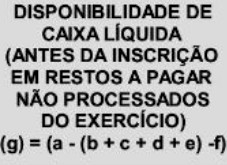 DISPONIBILIDADE DE
CAIXA LÍQUIDA
(ANTES DA INSCRIÇÃO
EM RESTOS A PAGAR
NÃO PROCESSADOS
DO EXERCÍCIO)
(g) = (a - (b + c + d + e) -f)